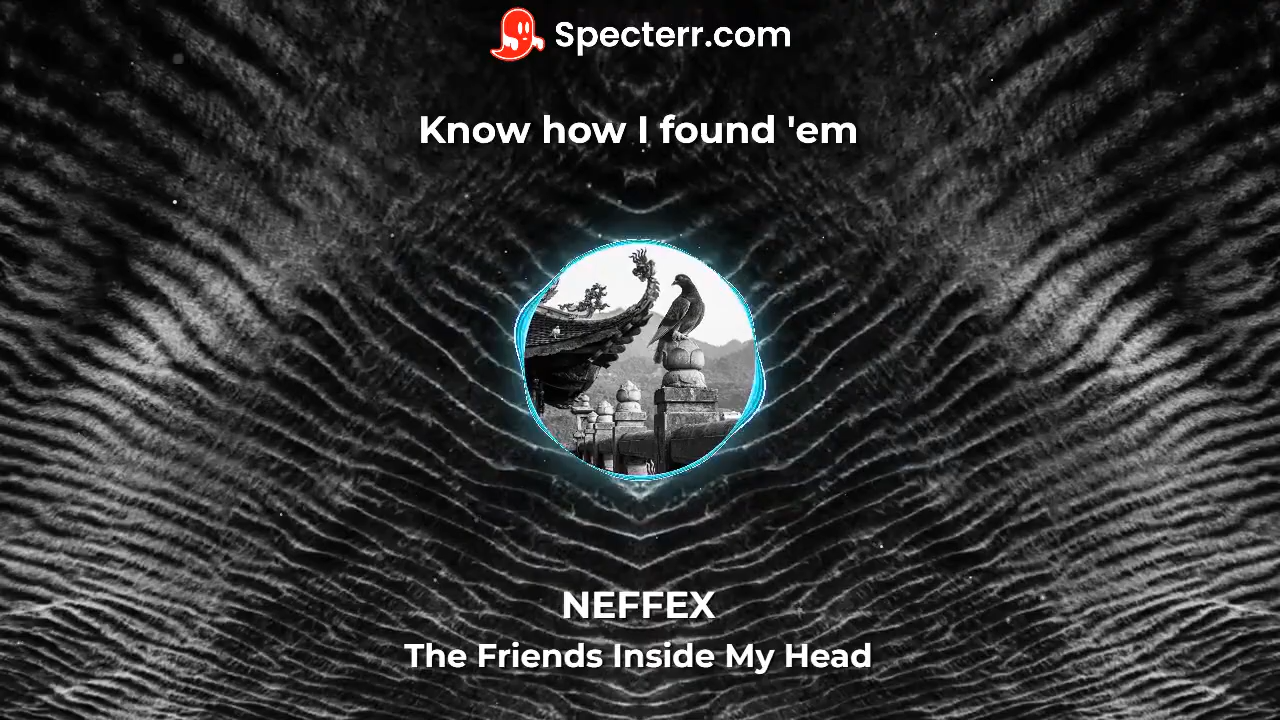 Specterr.com
Know how I found 'em
NEFFEX
The Friends Inside My Head